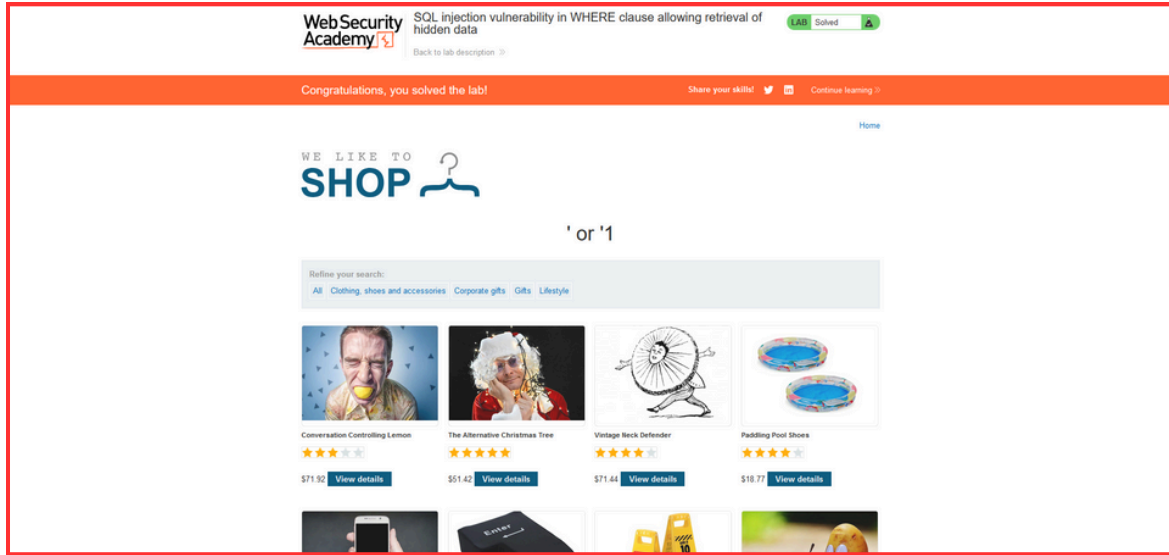 Web Security
Academy
SQL injection vulnerability in WHERE clause allowing retrieval of
hidden data
LAB Solved
Back to lab description
Congratulations, you solved the lab!
Share your skills!
in
Continue learning
Home
WE LIKE TO
SHOP
' or '1
Refine your search:
All Clothing, shoes and accessories Corporate gifts Gifts Lifestyle
Conversation Controlling Lemon
The Alternative Christmas Tree
Vintage Neck Defender
Paddling Pool Shoes
$71.92 View details
$51.42 View details
$71.44 View details
$18.77 View details
Enter
10